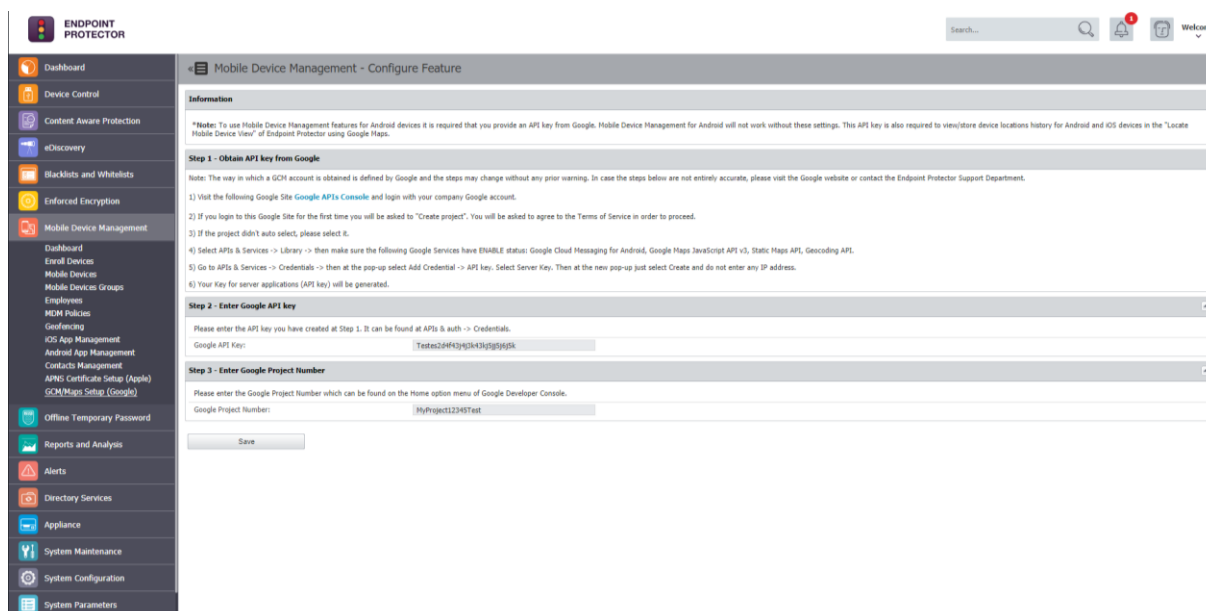 ENDPOINT
PROTECTOR
Search...
1
Welcom
Dashboard
Device Control
Content Aware Protection
eDiscovery
Blacklists and Whitelists
Enforced Encryption
Mobile Device Management
Dashboard
Enroll Devices
Mobile Devices
Mobile Devices Groups
Employees
MDM Policies
Geofencing
iOS App Management
Android App Management
Contacts Management
APNS Certificate Setup (Apple)
GCM/Maps Setup (Google)
Offline Temporary Password
Reports and Analysis
Alerts
Directory Services
Appliance
System Maintenance
System Configuration
System Parameters
Mobile Device Management - Configure Feature
Information
*Note: To use Mobile Device Management features for Android devices it is required that you provide an API key from Google. Mobile Device Management for Android will not work without these settings. This API key is also required to view/store device locations history for Android and iOS devices in the "Locate
Mobile Device View" of Endpoint Protector using Google Maps.
Step 1 - Obtain API key from Google
Note: The way in which a GCM account is obtained is defined by Google and the steps may change without any prior warning. In case the steps below are not entirely accurate, please visit the Google website or contact the Endpoint Protector Support Department.
1) Visit the following Google Site Google APIs Console and login with your company Google account.
2) If you login to this Google Site for the first time you will be asked to "Create project". You will be asked to agree to the Terms of Service in order to proceed.
3) If the project didn't auto select, please select it.
4) Select APIs & Services -> Library -> then make sure the following Google Services have ENABLE status: Google Cloud Messaging for Android, Google Maps JavaScript API v3, Static Maps API, Geocoding API.
5) Go to APIs & Services -> Credentials -> then at the pop-up select Add Credential -> API key. Select Server Key. Then at the new pop-up just select Create and do not enter any IP address.
6) Your Key for server applications (API key) will be generated.
Step 2 - Enter Google API key
Please enter the API key you have created at Step 1. It can be found at APIs & auth -> Credentials.
Google API Key:
Step 3 - Enter Google Project Number
Please enter the Google Project Number which can be found on the Home option menu of Google Developer Console.
Google Project Number: MyProject12345Test
Save